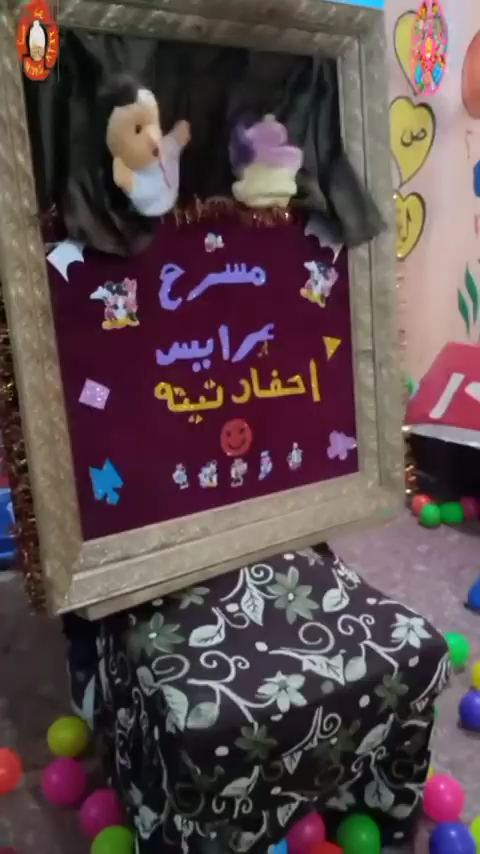 مسرح
عرايس
احفاد تيته
ص